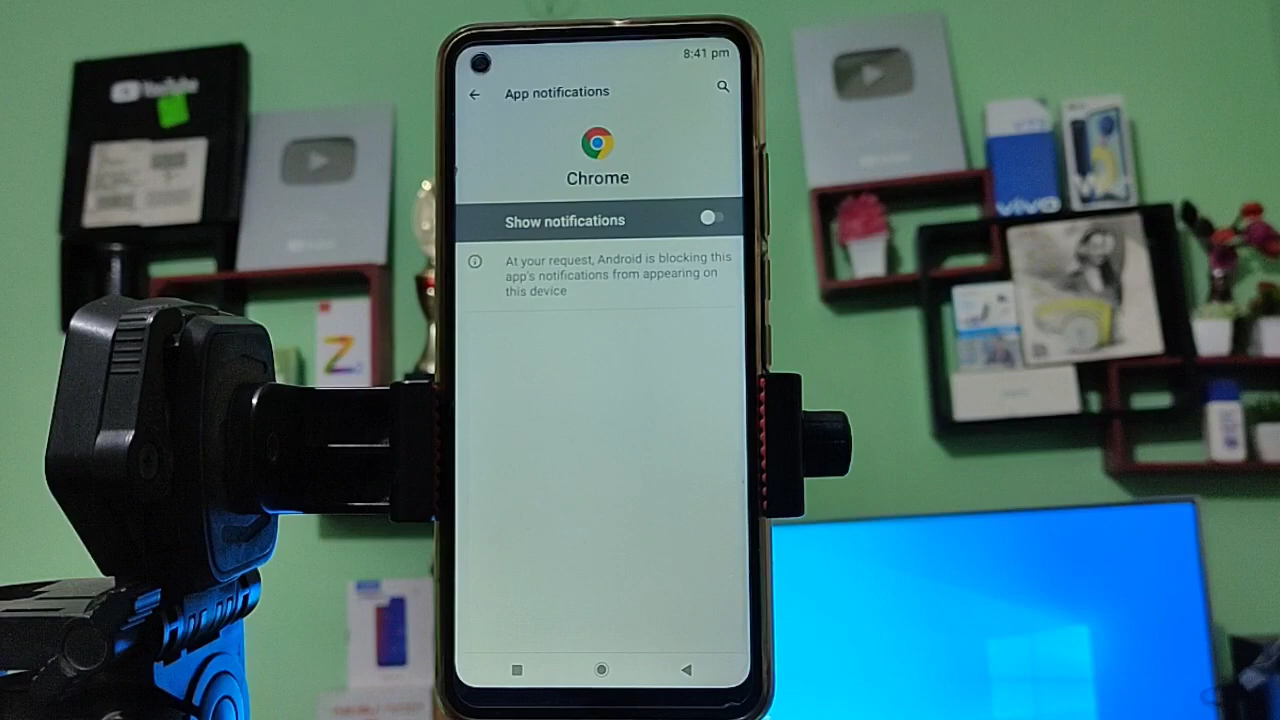 YouTube
8:41 pm
App notifications
Chrome
Show notifications
At your request, Android is blocking this
app's notifications from appearing on
this device
Z
vivo